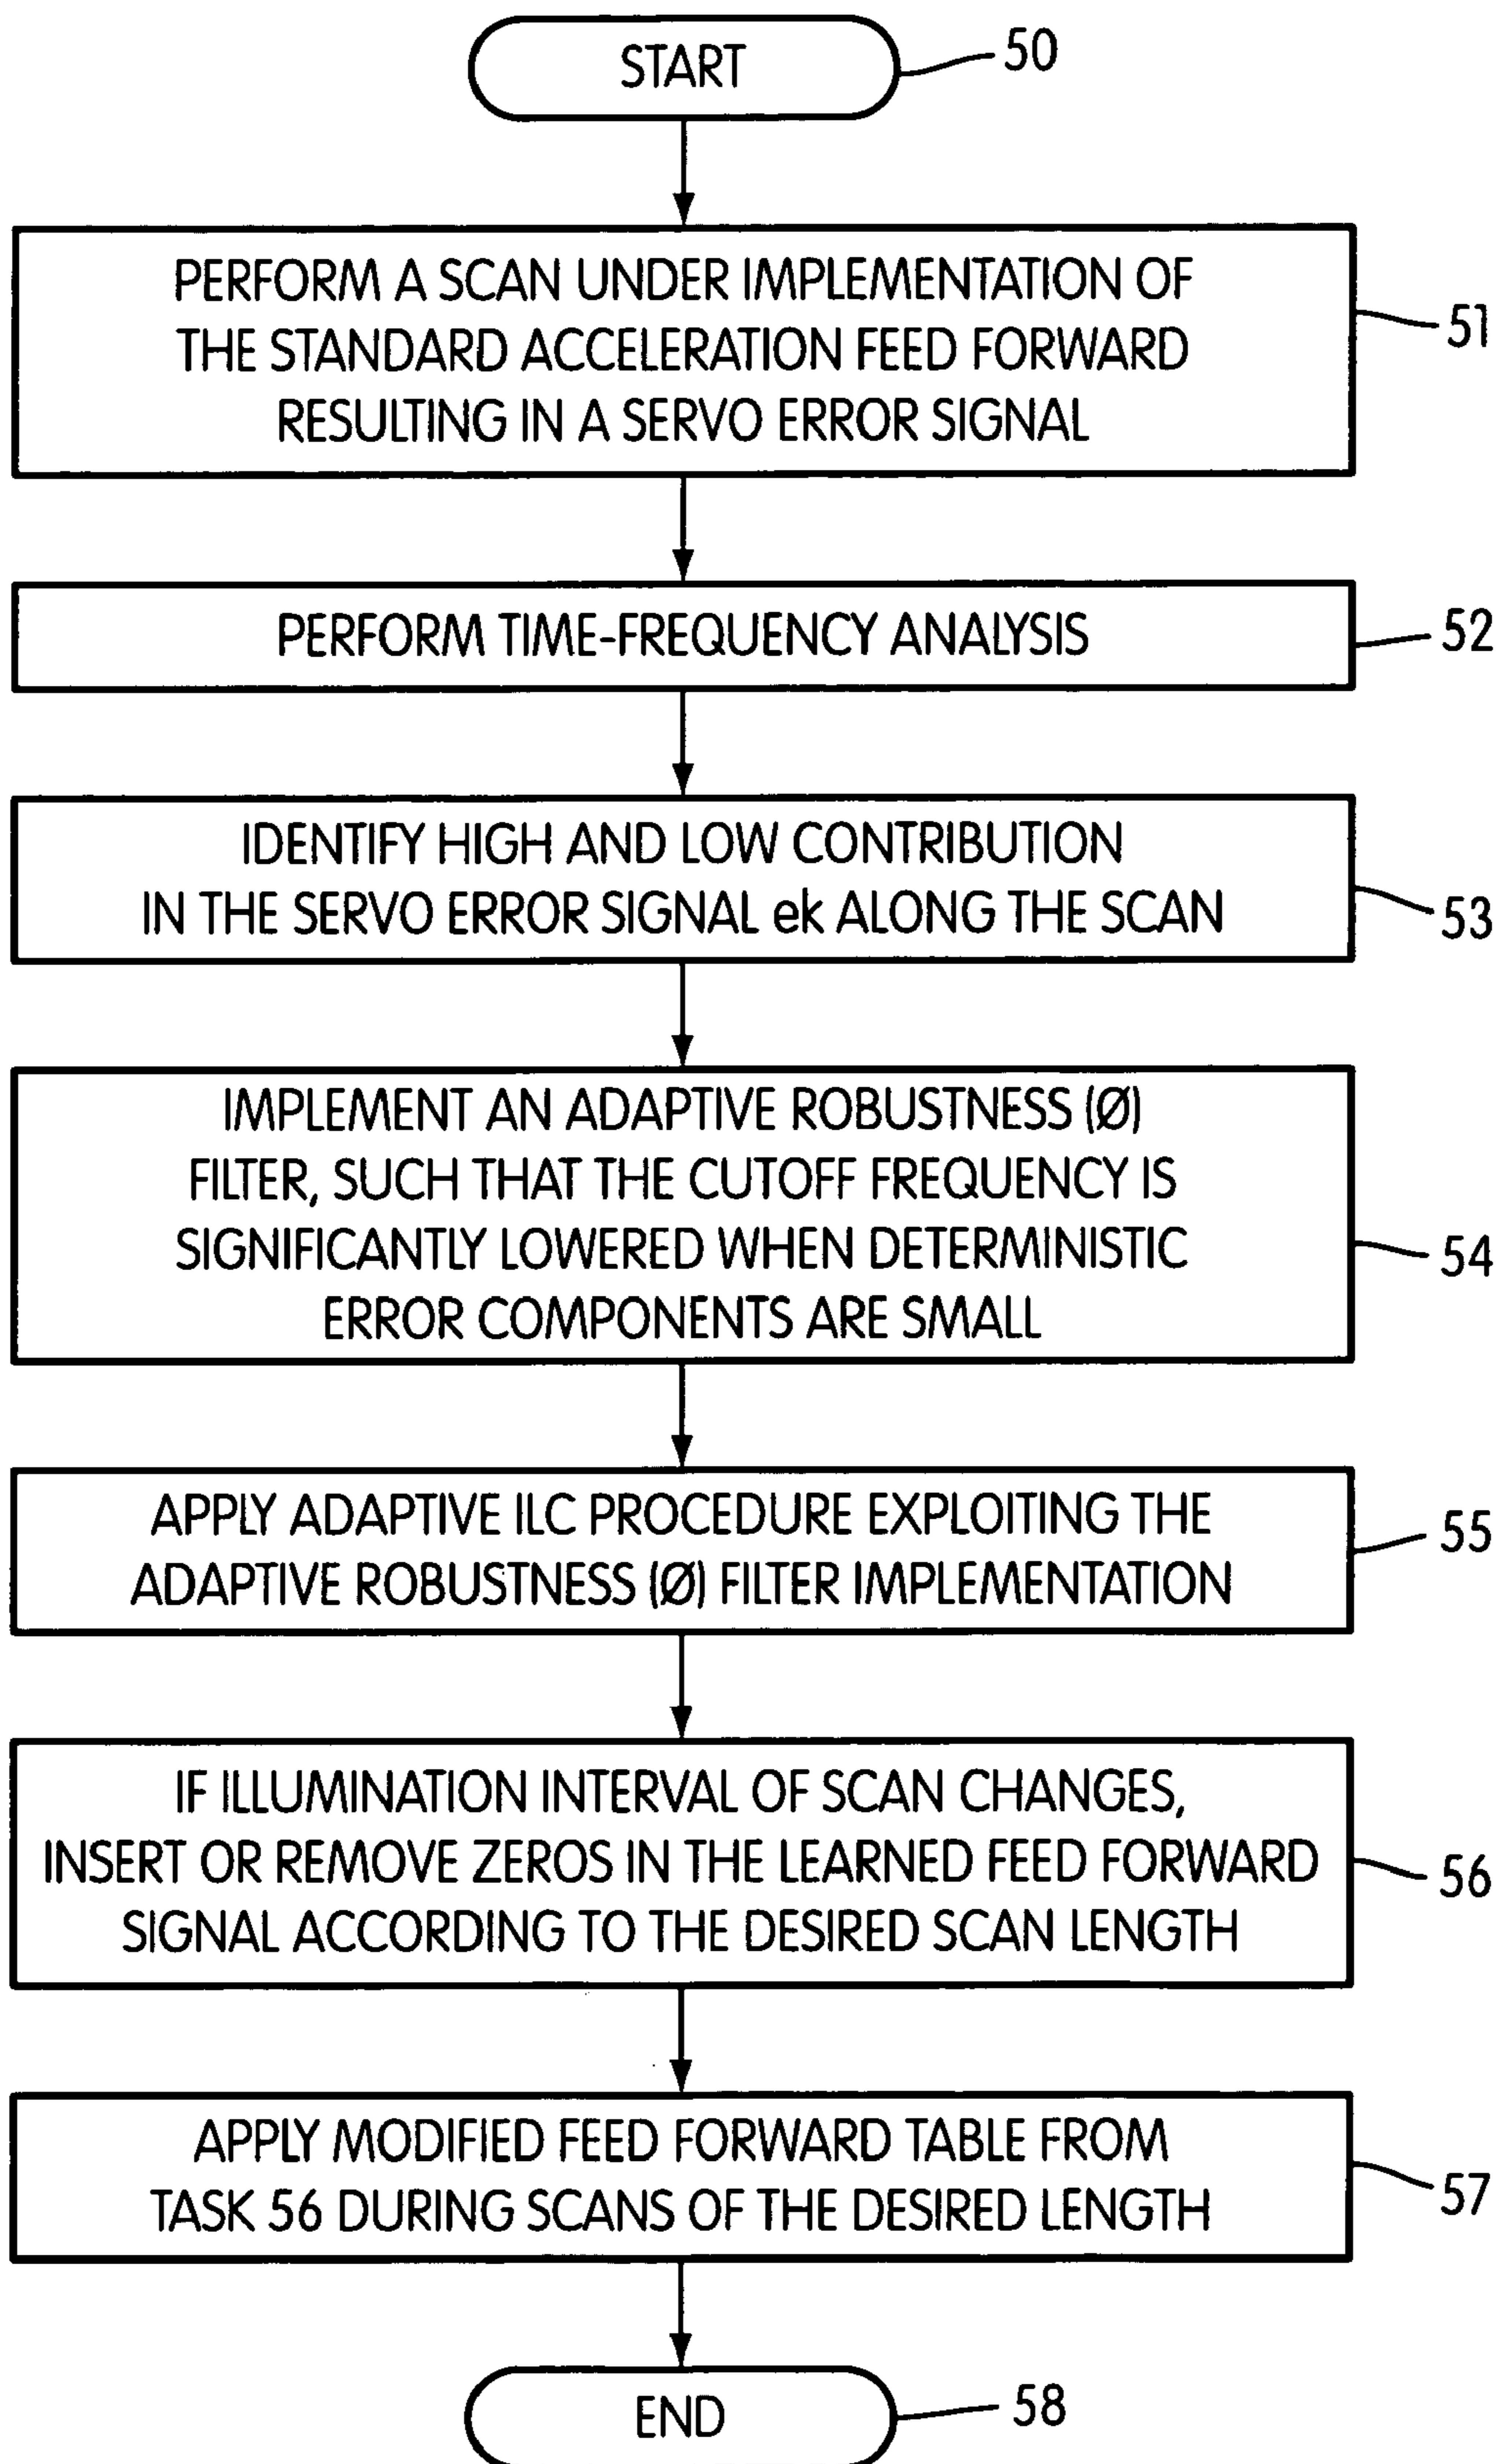 START
50
PERFORM A SCAN UNDER IMPLEMENTATION OF
THE STANDARD ACCELERATION FEED FORWARD
RESULTING IN A SERVO ERROR SIGNAL
51
PERFORM TIME-FREQUENCY ANALYSIS
52
IDENTIFY HIGH AND LOW CONTRIBUTION
IN THE SERVO ERROR SIGNAL ek ALONG THE SCAN
53
IMPLEMENT AN ADAPTIVE ROBUSTNESS (Ø)
FILTER, SUCH THAT THE CUTOFF FREQUENCY IS
SIGNIFICANTLY LOWERED WHEN DETERMINISTIC
ERROR COMPONENTS ARE SMALL
54
APPLY ADAPTIVE ILC PROCEDURE EXPLOITING THE
ADAPTIVE ROBUSTNESS (Ø) FILTER IMPLEMENTATION
55
IF ILLUMINATION INTERVAL OF SCAN CHANGES,
INSERT OR REMOVE ZEROS IN THE LEARNED FEED FORWARD
SIGNAL ACCORDING TO THE DESIRED SCAN LENGTH
56
APPLY MODIFIED FEED FORWARD TABLE FROM
TASK 56 DURING SCANS OF THE DESIRED LENGTH
57
END
58